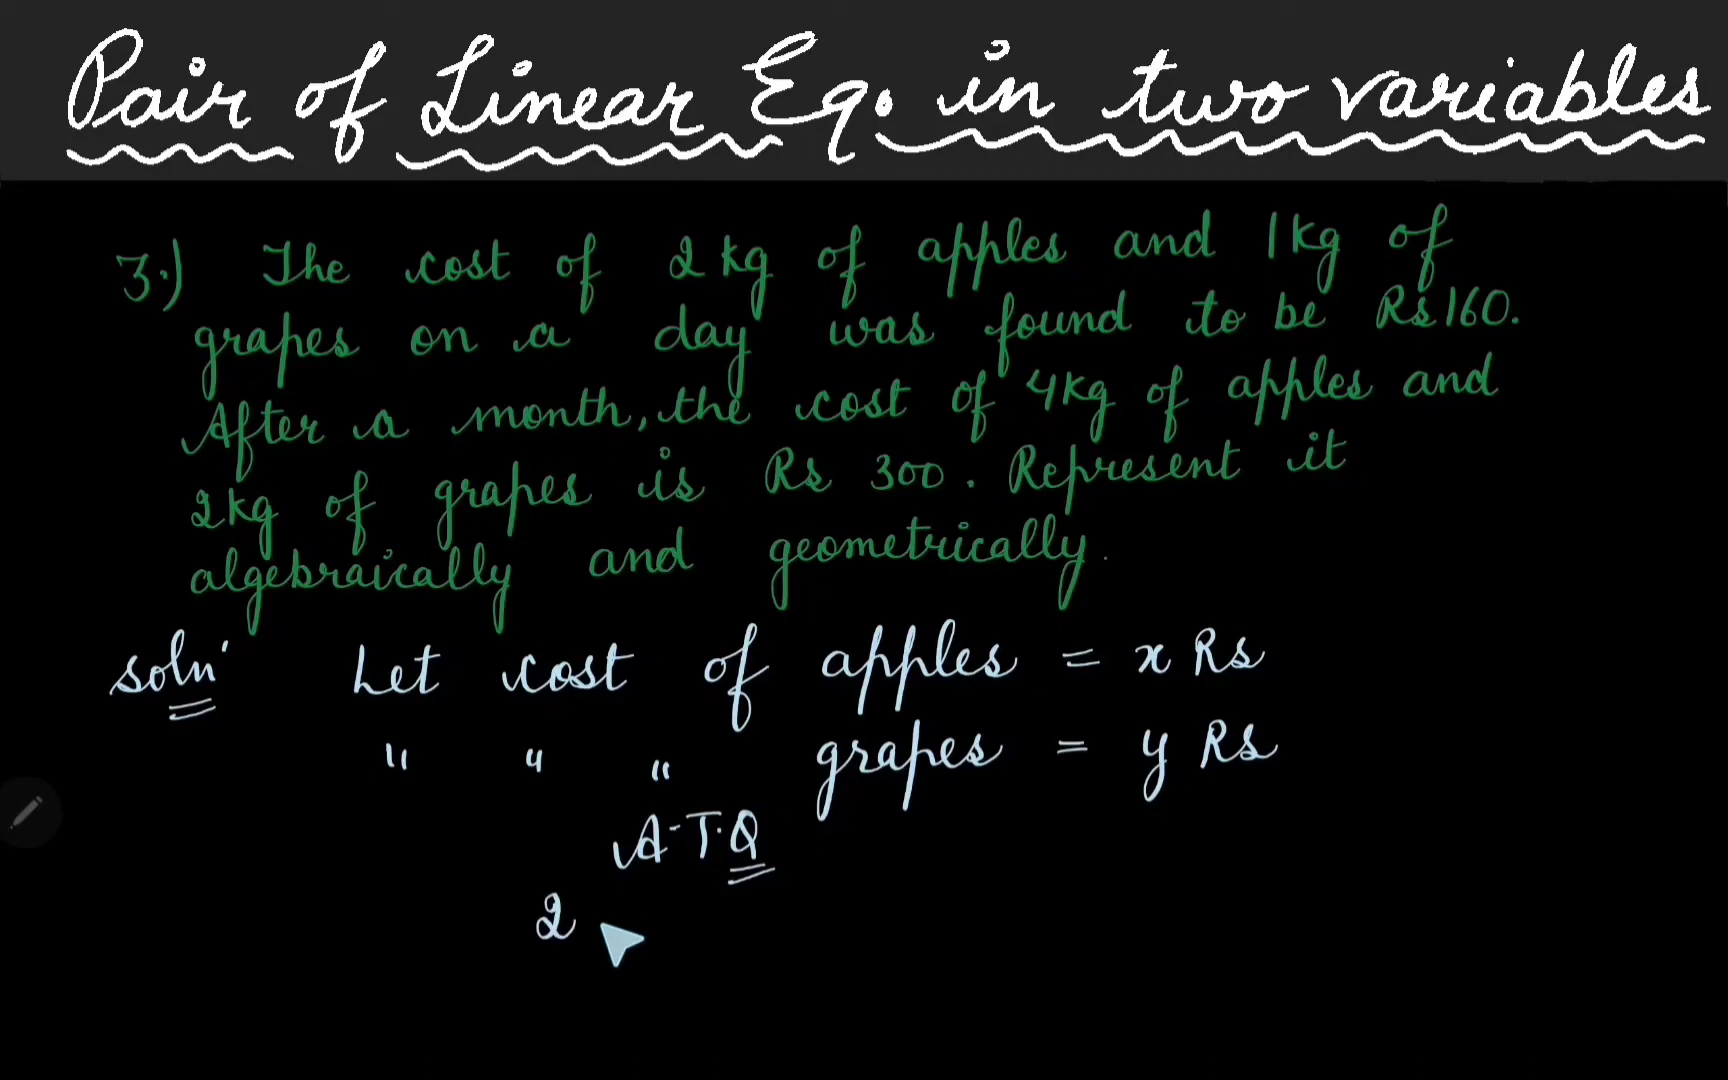 Pair of Linear Eq. in two variables
3.) The cost of 2 kg of apples and 1kg of
grapes on a day was found to be Rs 160.
After a month, the cost of 4kg of apples and
2kg of grapes is Rs 300. Represent it
algebraically and geometrically.
soln' Let cost of apples = x Rs
" " " grapes = y Rs
A.T.Q
2